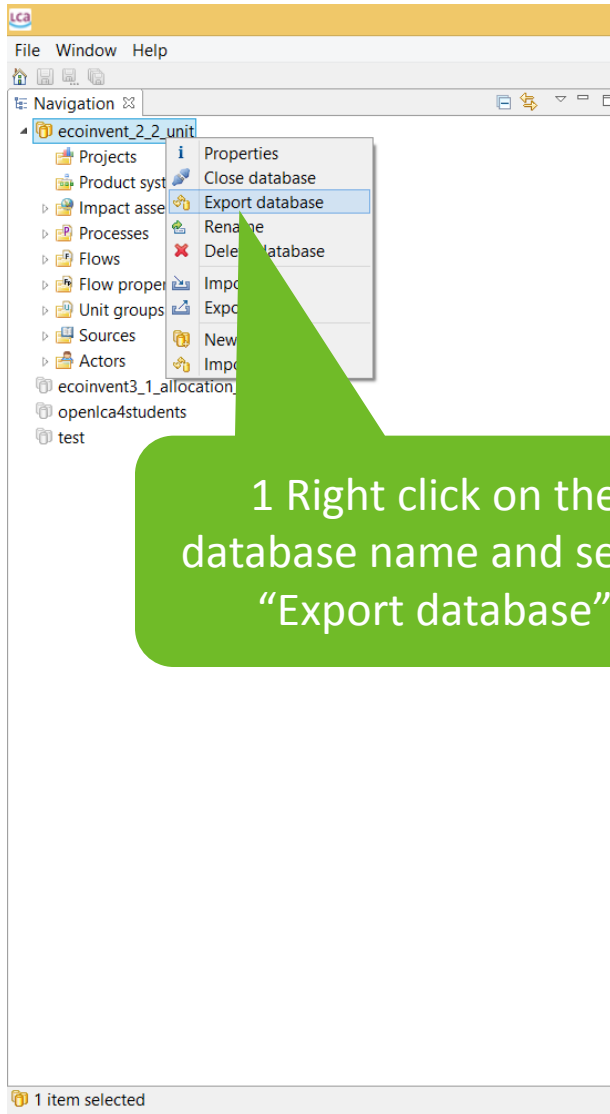 LCA
File Window Help
Navigation
ecoinvent_2_2_unit
Projects
Product syst
Impact asse
Processes
Flows
Flow proper
Unit groups
Sources
Actors
ecoinvent3_1_allocation_
openlca4students
test
Properties
Close database
Export database
Rename
Dele database
Impo
Expo
New
Impo
1 Right click on the
database name and se
“Export database”
1 item selected